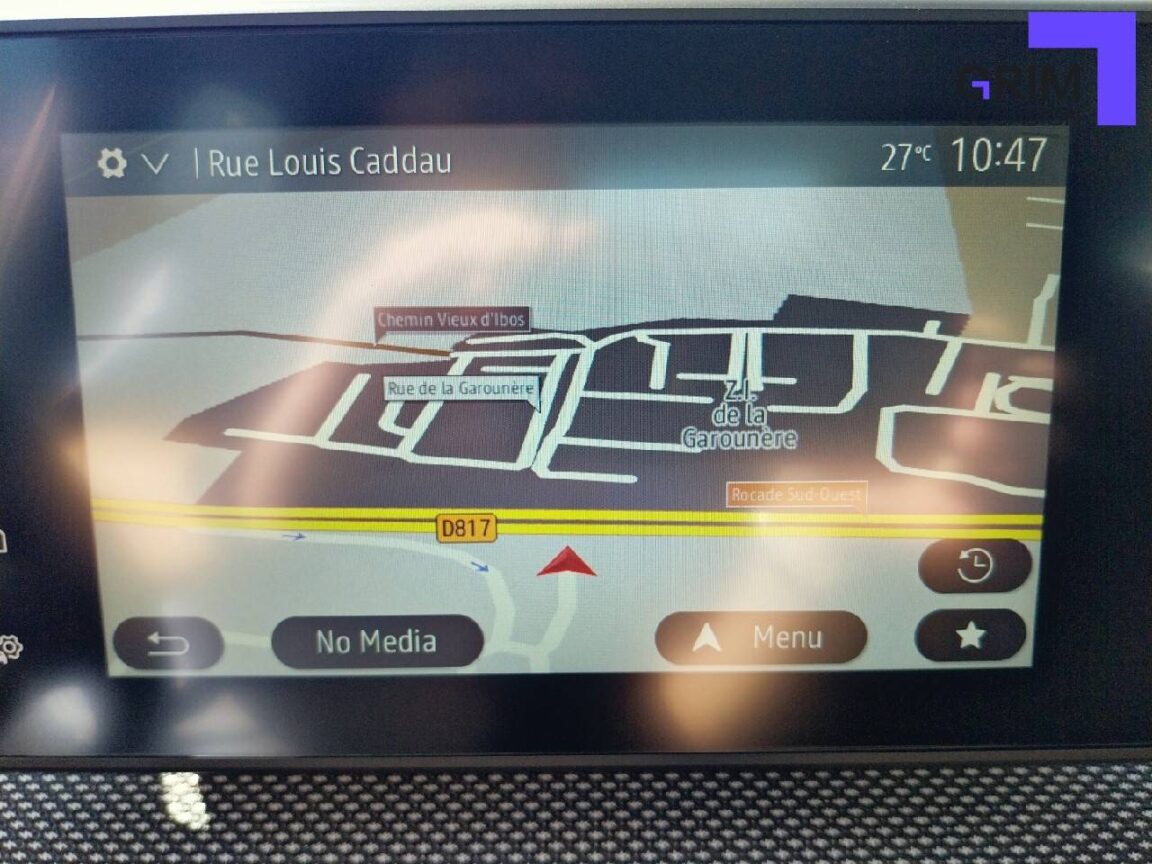 GRIM
| Rue Louis Caddau
27°C 10:47
Chemin Vieux d'Ibos
Rue de la Garounère
Z.I.
de la
Garounère
Rocade Sud-Ouest
D817
No Media
Menu